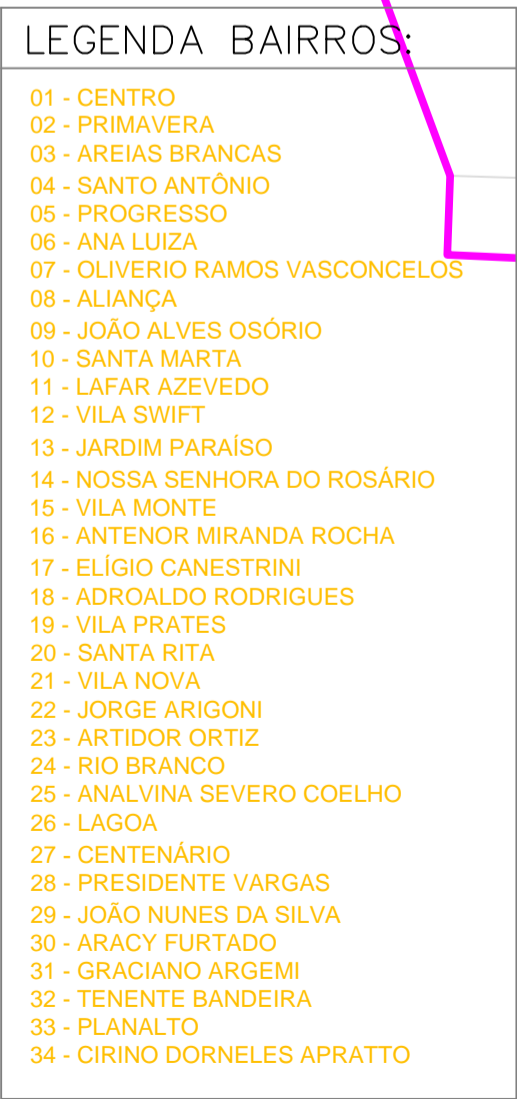 LEGENDA BAIRROS:
01 - CENTRO
02 - PRIMAVERA
03 - AREIAS BRANCAS
04 - SANTO ANTÔNIO
05 - PROGRESSO
06 - ANA LUIZA
07 - OLIVERIO RAMOS VASCONCELOS
08 - ALIANÇA
09 - JOÃO ALVES OSÓRIO
10 - SANTA MARTA
11 - LAFAR AZEVEDO
12 - VILA SWIFT
13 - JARDIM PARAÍSO
14 - NOSSA SENHORA DO ROSÁRIO
15 - VILA MONTE
16 - ANTENOR MIRANDA ROCHA
17 - ELÍGIO CANESTRINI
18 - ADROALDO RODRIGUES
19 - VILA PRATES
20 - SANTA RITA
21 - VILA NOVA
22 - JORGE ARIGONI
23 - ARTIDOR ORTIZ
24 - RIO BRANCO
25 - ANALVINA SEVERO COELHO
26 - LAGOA
27 - CENTENÁRIO
28 - PRESIDENTE VARGAS
29 - JOÃO NUNES DA SILVA
30 - ARACY FURTADO
31 - GRACIANO ARGEMI
32 - TENENTE BANDEIRA
33 - PLANALTO
34 - CIRINO DORNELES APRATTO